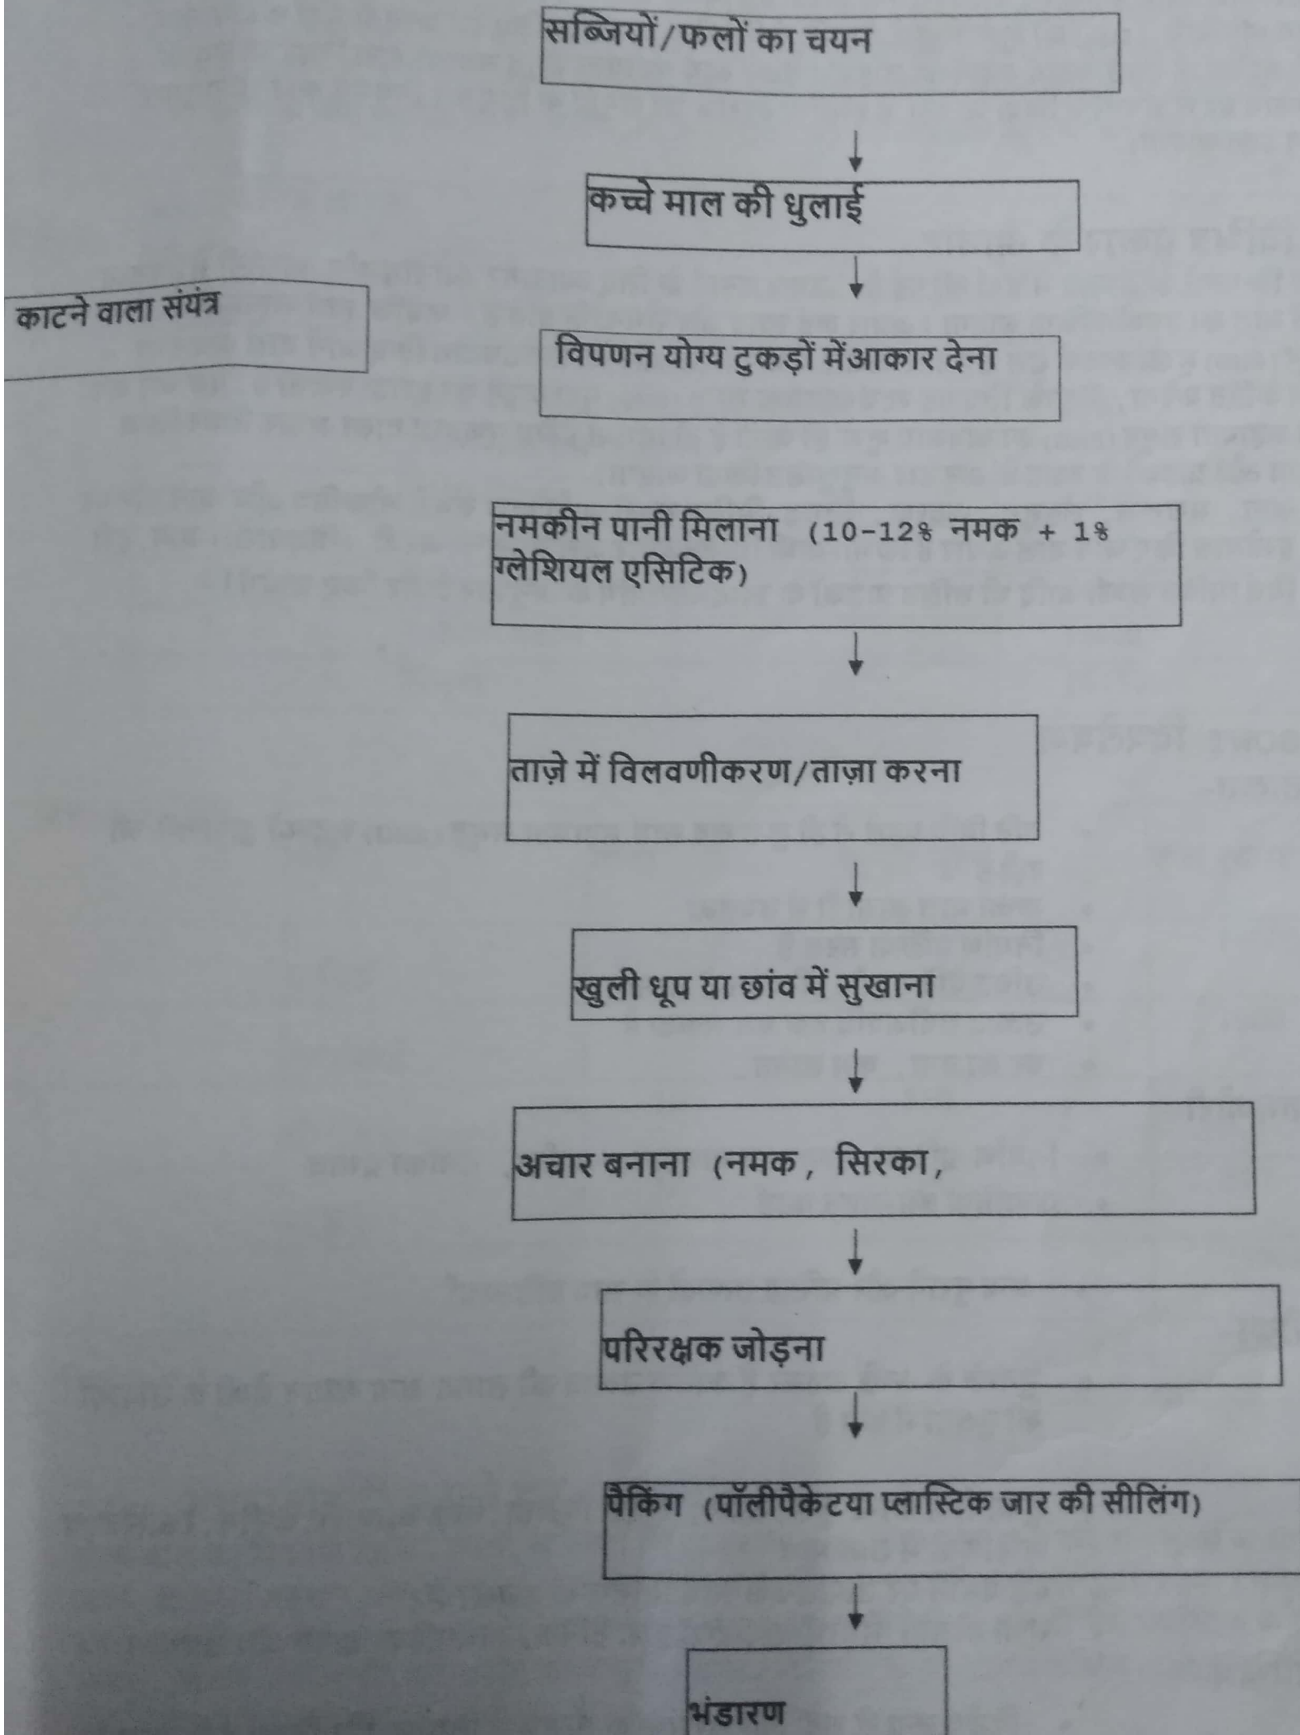 सब्जियों/फलों का चयन
कच्चे माल की धुलाई
काटने वाला संयंत्र
विपणन योग्य टुकड़ों मेंआकार देना
नमकीन पानी मिलाना (10-12% नमक + 1%
ग्लेशियल एसिटिक)
ताज़े में विलवणीकरण/ताज़ा करना
खुली धूप या छांव में सुखाना
अचार बनाना (नमक, सिरका,
परिरक्षक जोड़ना
पैकिंग (पॉलीपैकेटया प्लास्टिक जार की सीलिंग)
भंडारण